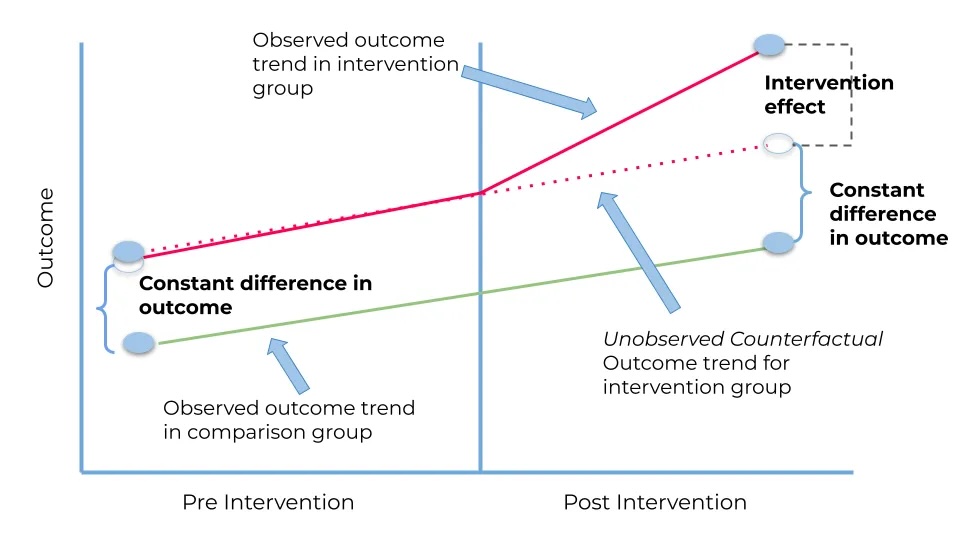 Observed outcome
trend in intervention
group
Intervention
effect
Constant
difference
in outcome
Outcome
Constant difference in
outcome
Unobserved Counterfactual
Outcome trend for
intervention group
Observed outcome trend
in comparison group
Pre Intervention
Post Intervention